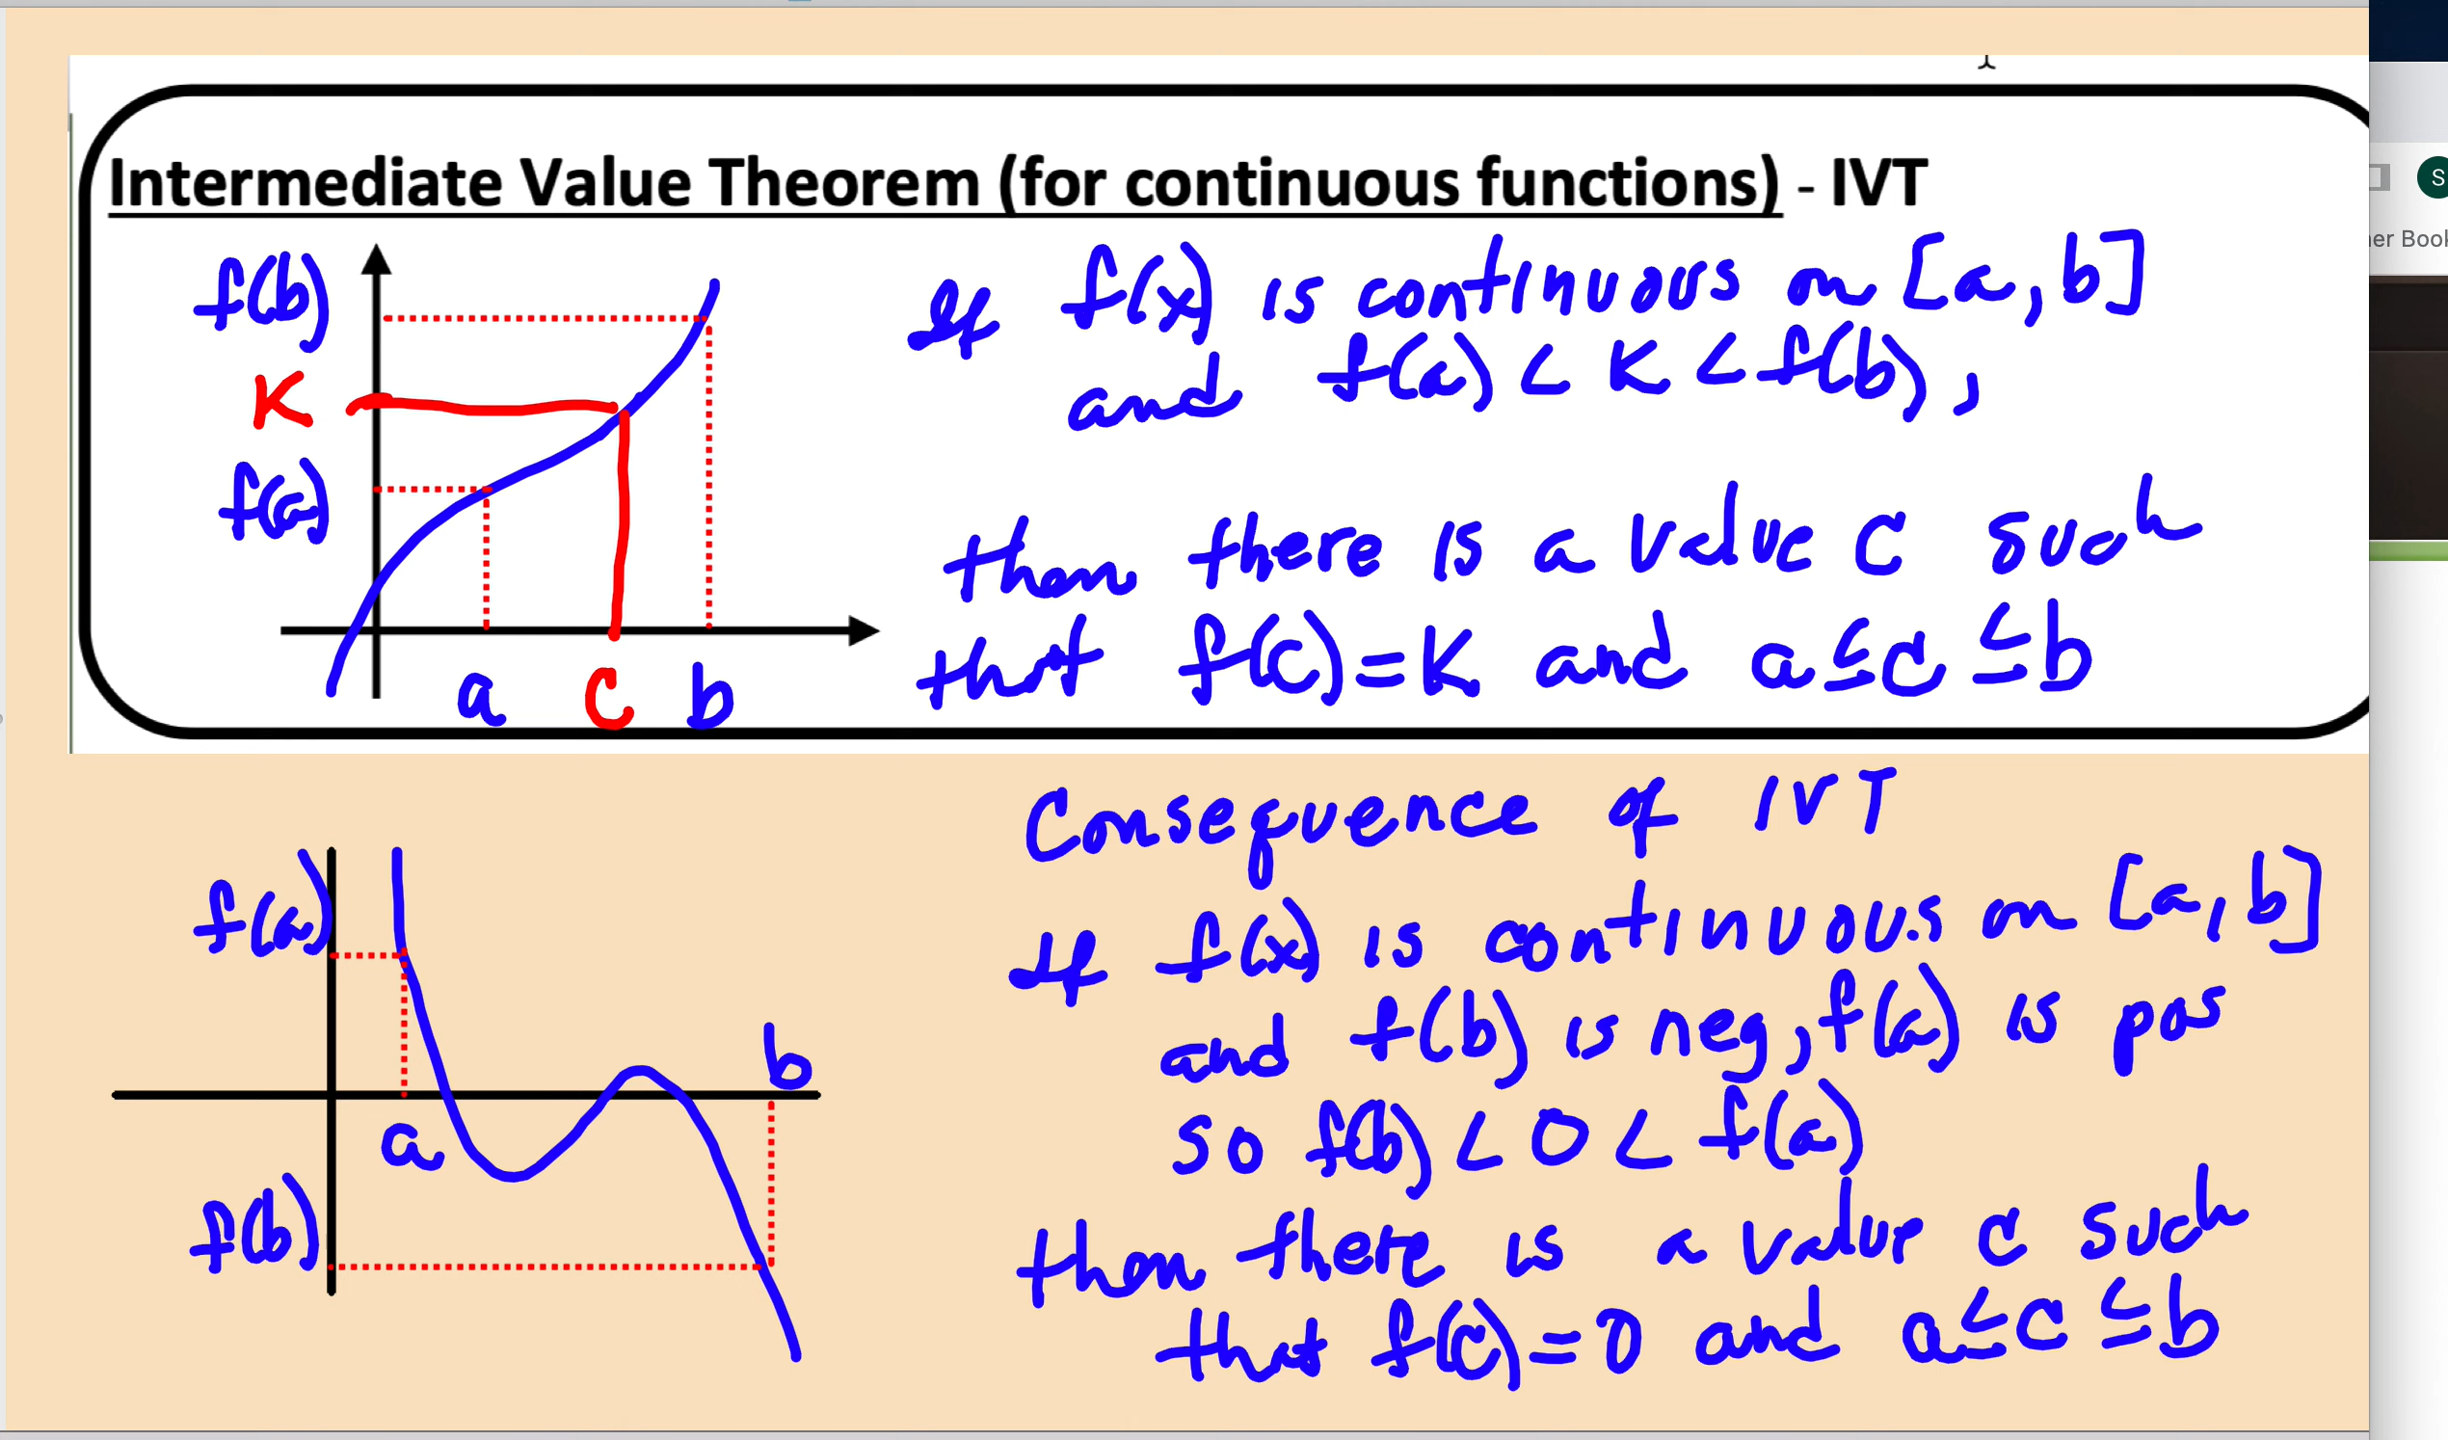 Intermediate Value Theorem (for continuous functions) - IVT
f(b)
K
f(a)
a c b
If f(x) is continuous on [a,b]
and f(a) < K < f(b),
then there is a value c such
that f(c)=K and a≤c≤b
Consequence of IVT
f(a)
b
a
f(b)
If f(x) is continuous on [a,b]
and f(b) is neg, f(a) is pos
so f(b) < 0 < f(a)
then there is a value c such
that f(c)=0 and a≤c≤b
S
er Book